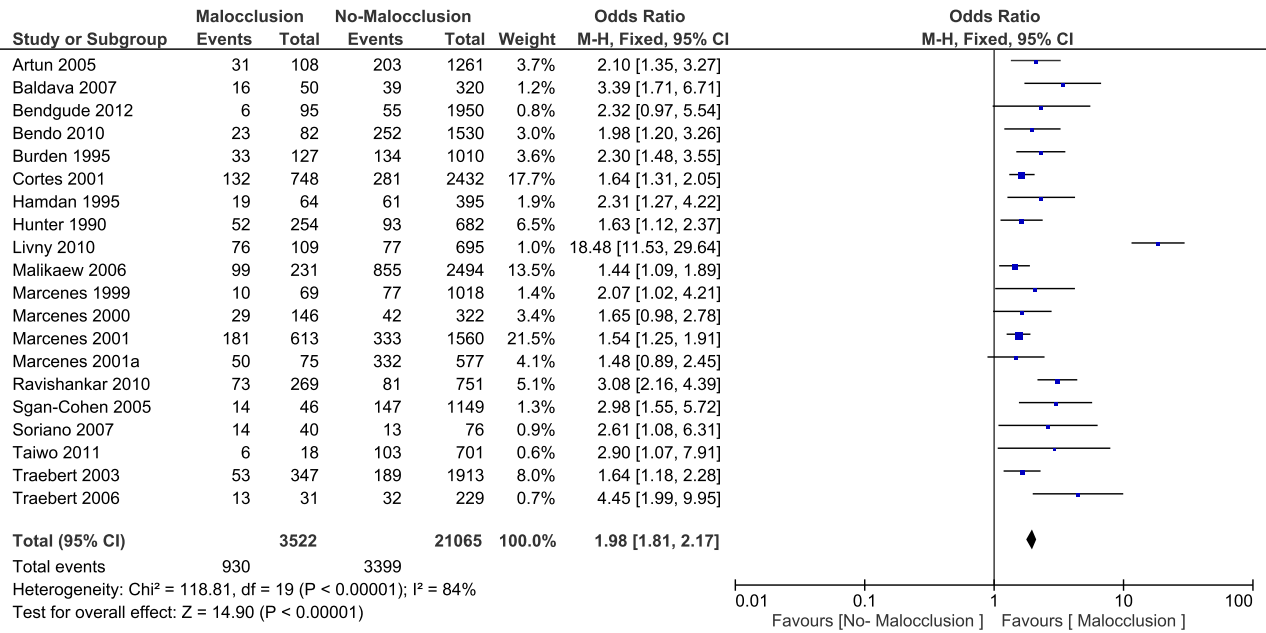 Malocclusion No-Malocclusion Odds Ratio Odds Ratio
Study or Subgroup Events Total Events Total Weight M-H, Fixed, 95% CI M-H, Fixed, 95% CI
Artun 2005 31 108 203 1261 3.7% 2.10 [1.35, 3.27]
Baldava 2007 16 50 39 320 1.2% 3.39 [1.71, 6.71]
Bendgude 2012 6 95 55 1950 0.8% 2.32 [0.97, 5.54]
Bendo 2010 23 82 252 1530 3.0% 1.98 [1.20, 3.26]
Burden 1995 33 127 134 1010 3.6% 2.30 [1.48, 3.55]
Cortes 2001 132 748 281 2432 17.7% 1.64 [1.31, 2.05]
Hamdan 1995 19 64 61 395 1.9% 2.31 [1.27, 4.22]
Hunter 1990 52 254 93 682 6.5% 1.63 [1.12, 2.37]
Livny 2010 76 109 77 695 1.0% 18.48 [11.53, 29.64]
Malikaew 2006 99 231 855 2494 13.5% 1.44 [1.09, 1.89]
Marcenes 1999 10 69 77 1018 1.4% 2.07 [1.02, 4.21]
Marcenes 2000 29 146 42 322 3.4% 1.65 [0.98, 2.78]
Marcenes 2001 181 613 333 1560 21.5% 1.54 [1.25, 1.91]
Marcenes 2001a 50 75 332 577 4.1% 1.48 [0.89, 2.45]
Ravishankar 2010 73 269 81 751 5.1% 3.08 [2.16, 4.39]
Sgan-Cohen 2005 14 46 147 1149 1.3% 2.98 [1.55, 5.72]
Soriano 2007 14 40 13 76 0.9% 2.61 [1.08, 6.31]
Taiwo 2011 6 18 103 701 0.6% 2.90 [1.07, 7.91]
Traebert 2003 53 347 189 1913 8.0% 1.64 [1.18, 2.28]
Traebert 2006 13 31 32 229 0.7% 4.45 [1.99, 9.95]
Total (95% CI) 3522 21065 100.0% 1.98 [1.81, 2.17]
Total events 930 3399
Heterogeneity: Chi² = 118.81, df = 19 (P < 0.00001); I² = 84%
Test for overall effect: Z = 14.90 (P < 0.00001)
0.01 0.1 1 10 100
Favours [No- Malocclusion ] Favours [ Malocclusion ]